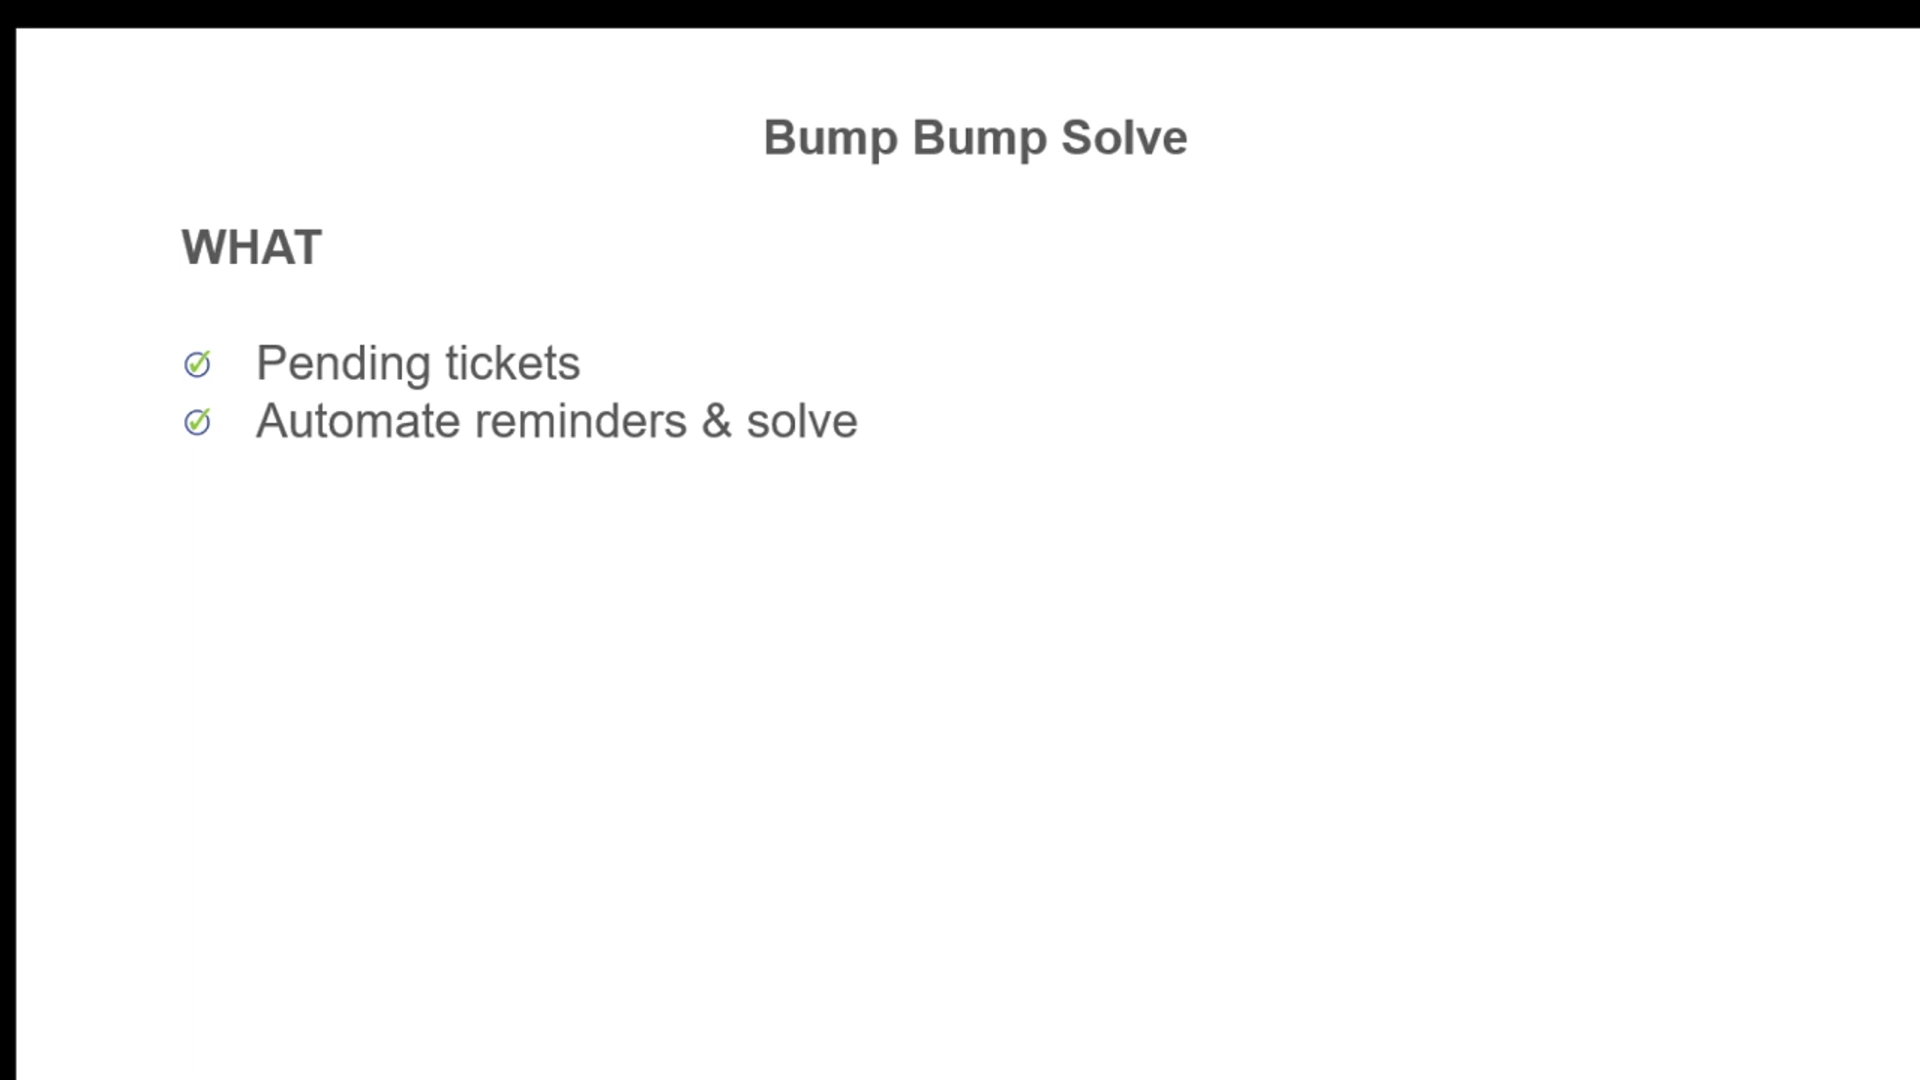 Bump Bump Solve
WHAT
Pending tickets
Automate reminders & solve